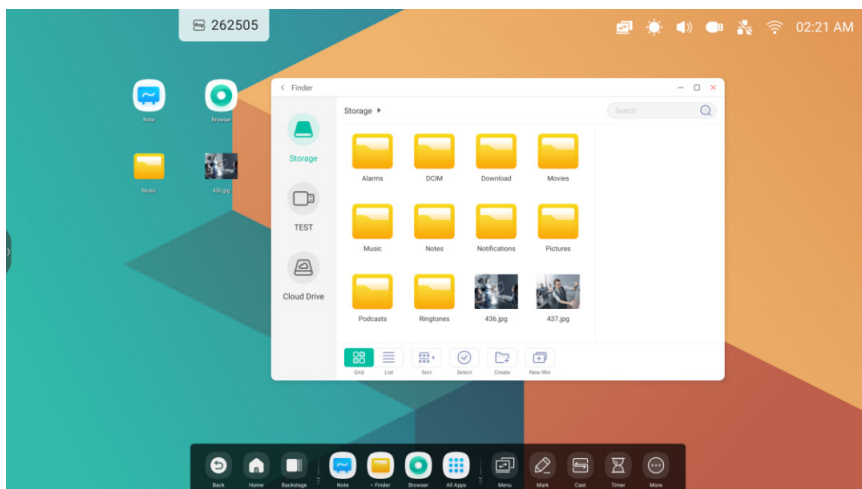 262505
02:21 AM
Note
Browser
Music
436.jpg
Finder
Storage
Search
Storage
TEST
Cloud Drive
Alarms
DCIM
Download
Movies
Music
Notes
Notifications
Pictures
Podcasts
Ringtones
436.jpg
437.jpg
Grid
List
Sort
Select
Create
Back
Home
Backstage
Note
• Finder
Browser
All Apps
Menu
Mark
Cast
Timer
More